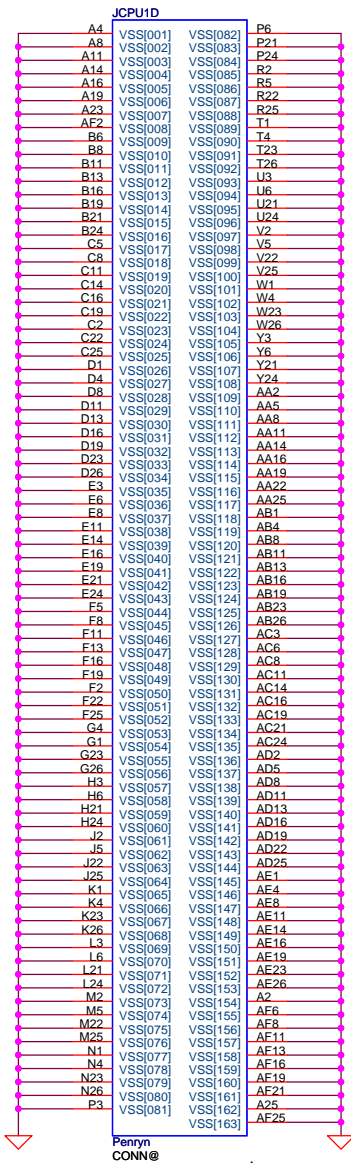 JCPU1D
A4 VSS[001] VSS[082] P6
A8 VSS[002] VSS[083] P21
A11 VSS[003] VSS[084] P24
A14 VSS[004] VSS[085] R2
A16 VSS[005] VSS[086] R5
A19 VSS[006] VSS[087] R22
A23 VSS[007] VSS[088] R25
AF2 VSS[008] VSS[089] T1
B6 VSS[009] VSS[090] T4
B8 VSS[010] VSS[091] T23
B11 VSS[011] VSS[092] T26
B13 VSS[012] VSS[093] U3
B16 VSS[013] VSS[094] U6
B19 VSS[014] VSS[095] U21
B21 VSS[015] VSS[096] U24
B24 VSS[016] VSS[097] V2
C5 VSS[017] VSS[098] V5
C8 VSS[018] VSS[099] V22
C11 VSS[019] VSS[100] V25
C14 VSS[020] VSS[101] W1
C16 VSS[021] VSS[102] W4
C19 VSS[022] VSS[103] W23
C2 VSS[023] VSS[104] W26
C22 VSS[024] VSS[105] Y3
C25 VSS[025] VSS[106] Y6
D1 VSS[026] VSS[107] Y21
D4 VSS[027] VSS[108] Y24
D8 VSS[028] VSS[109] AA2
D11 VSS[029] VSS[110] AA5
D13 VSS[030] VSS[111] AA8
D16 VSS[031] VSS[112] AA11
D19 VSS[032] VSS[113] AA14
D23 VSS[033] VSS[114] AA16
D26 VSS[034] VSS[115] AA19
E3 VSS[035] VSS[116] AA22
E6 VSS[036] VSS[117] AA25
E8 VSS[037] VSS[118] AB1
E11 VSS[038] VSS[119] AB4
E14 VSS[039] VSS[120] AB8
E16 VSS[040] VSS[121] AB11
E19 VSS[041] VSS[122] AB13
E21 VSS[042] VSS[123] AB16
E24 VSS[043] VSS[124] AB19
F5 VSS[044] VSS[125] AB23
F8 VSS[045] VSS[126] AB26
F11 VSS[046] VSS[127] AC3
F13 VSS[047] VSS[128] AC6
F16 VSS[048] VSS[129] AC8
F19 VSS[049] VSS[130] AC11
F2 VSS[050] VSS[131] AC14
F22 VSS[051] VSS[132] AC16
F25 VSS[052] VSS[133] AC19
G4 VSS[053] VSS[134] AC21
G1 VSS[054] VSS[135] AC24
G23 VSS[055] VSS[136] AD2
G26 VSS[056] VSS[137] AD5
H3 VSS[057] VSS[138] AD8
H6 VSS[058] VSS[139] AD11
H21 VSS[059] VSS[140] AD13
H24 VSS[060] VSS[141] AD16
J2 VSS[061] VSS[142] AD19
J5 VSS[062] VSS[143] AD22
J22 VSS[063] VSS[144] AD25
J25 VSS[064] VSS[145] AE1
K1 VSS[065] VSS[146] AE4
K4 VSS[066] VSS[147] AE8
K23 VSS[067] VSS[148] AE11
K26 VSS[068] VSS[149] AE14
L3 VSS[069] VSS[150] AE16
L6 VSS[070] VSS[151] AE19
L21 VSS[071] VSS[152] AE23
L24 VSS[072] VSS[153] AE26
M2 VSS[073] VSS[154] A2
M5 VSS[074] VSS[155] AF6
M22 VSS[075] VSS[156] AF8
M25 VSS[076] VSS[157] AF11
N1 VSS[077] VSS[158] AF13
N4 VSS[078] VSS[159] AF16
N23 VSS[079] VSS[160] AF19
N26 VSS[080] VSS[161] AF21
P3 VSS[081] VSS[162] A25
VSS[163] AF25
Penryn
CONN@